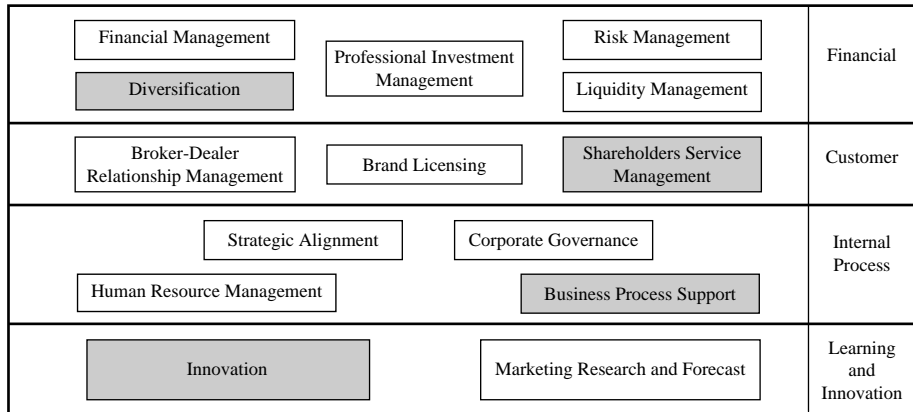 Financial Management
Professional Investment
Management
Risk Management
Diversification
Liquidity Management
Financial
Broker-Dealer
Relationship Management
Brand Licensing
Shareholders Service
Management
Customer
Strategic Alignment
Corporate Governance
Human Resource Management
Business Process Support
Internal
Process
Innovation
Marketing Research and Forecast
Learning
and
Innovation